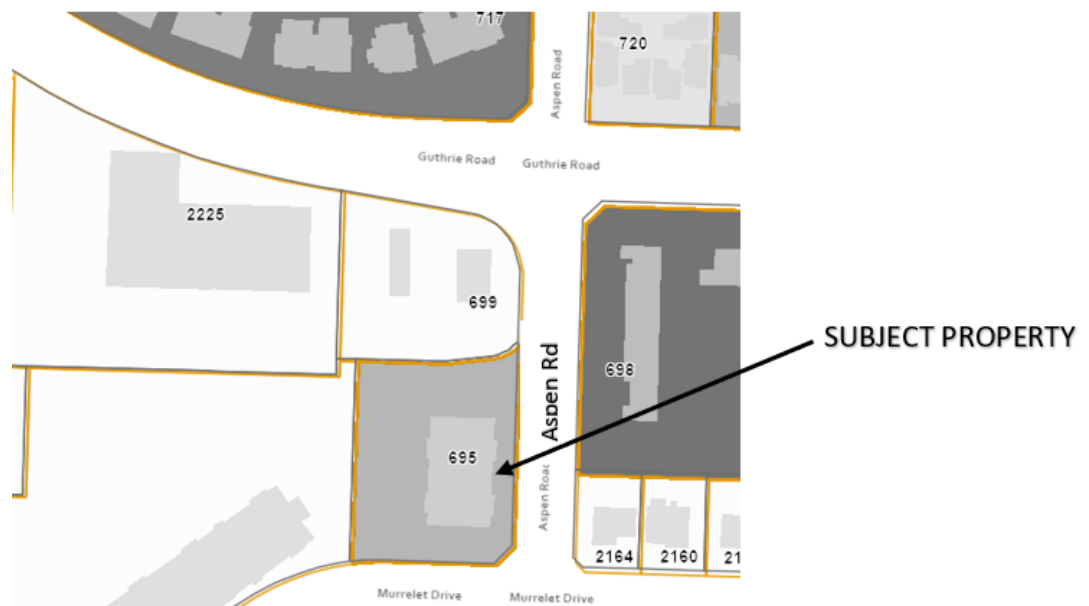 717
720
Aspen Road
Guthrie Road Guthrie Road
2225
699
SUBJECT PROPERTY
Aspen Rd
698
695
Aspen Road
2164 2160 21
Murrelet Drive Murrelet Drive